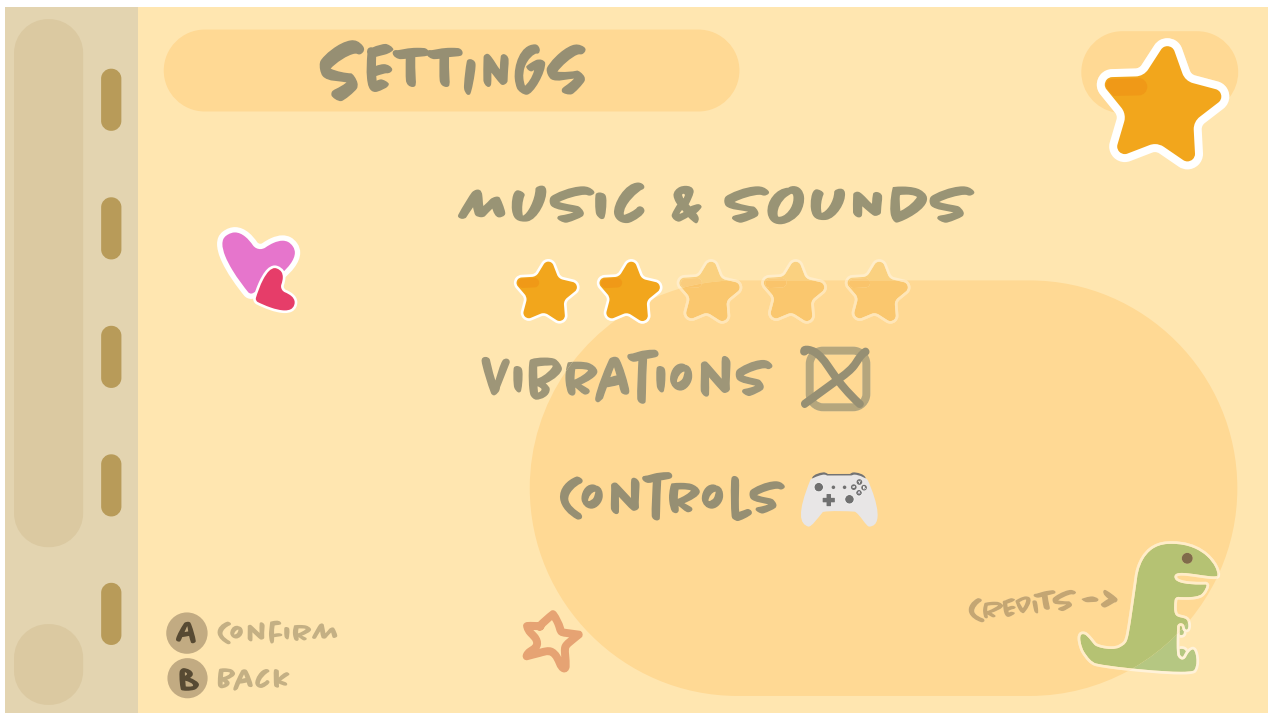 SETTINGS
MUSIC & SOUNDS
VIBRATIONS
CONTROLS
CREDITS ->
A CONFIRM
B BACK